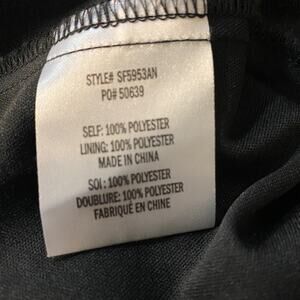 STYLE# SF5953AN
PO# 50639
SELF: 100% POLYESTER
LINING: 100% POLYESTER
MADE IN CHINA
SOI : 100% POLYESTER
DOUBLURE: 100% POLYESTER
FABRIQUÉ EN CHINE